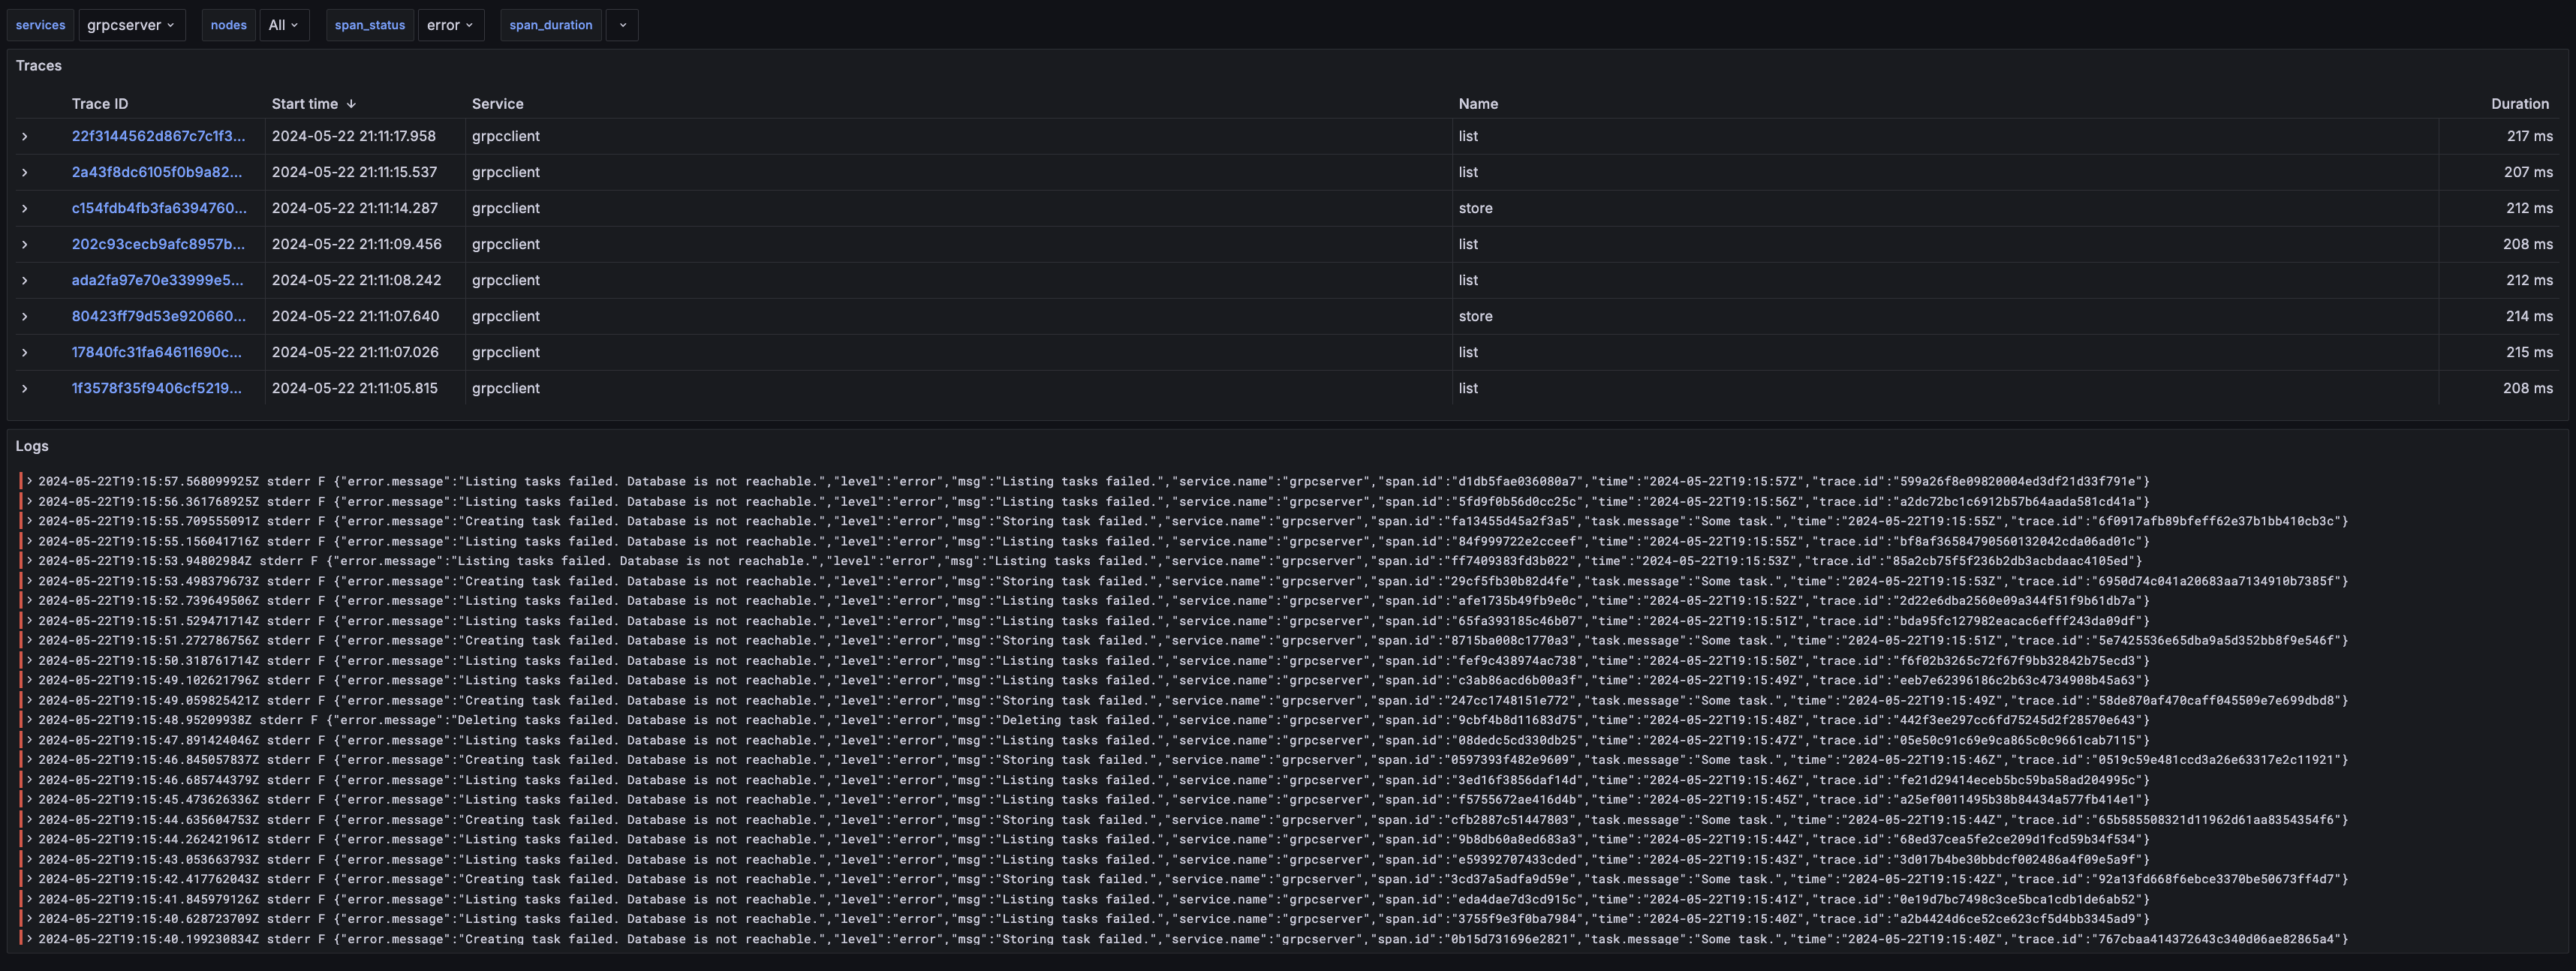 services grpcserver nodes All span_status error span_duration
Traces
Trace ID Start time Service Name Duration
22f3144562d867c7c1f3... 2024-05-22 21:11:17.958 grpcclient list 217 ms
2a43f8dc6105f0b9a82... 2024-05-22 21:11:15.537 grpcclient list 207 ms
c154fdb4fb3fa6394760... 2024-05-22 21:11:14.287 grpcclient store 212 ms
202c93cecb9afc8957b... 2024-05-22 21:11:09.456 grpcclient list 208 ms
ada2fa97e70e33999e5... 2024-05-22 21:11:08.242 grpcclient list 212 ms
80423ff79d53e920660... 2024-05-22 21:11:07.640 grpcclient store 214 ms
17840fc31fa64611690c... 2024-05-22 21:11:07.026 grpcclient list 215 ms
1f3578f35f9406cf5219... 2024-05-22 21:11:05.815 grpcclient list 208 ms
Logs
2024-05-22T19:15:57.568099925Z stderr F {"error.message":"Listing tasks failed. Database is not reachable.","level":"error","msg":"Listing tasks failed.","service.name":"grpcserver","span.id":"d1db5fae036080a7","time":"2024-05-22T19:15:57Z","trace.id":"599a26f8e09820004ed3df21d33f791e"}
2024-05-22T19:15:56.361768925Z stderr F {"error.message":"Listing tasks failed. Database is not reachable.","level":"error","msg":"Listing tasks failed.","service.name":"grpcserver","span.id":"5fd9f0b56d0cc25c","time":"2024-05-22T19:15:56Z","trace.id":"a2dc72bc1c6912b57b64aada581cd41a"}
2024-05-22T19:15:55.709555091Z stderr F {"error.message":"Creating task failed. Database is not reachable.","level":"error","msg":"Storing task failed.","service.name":"grpcserver","span.id":"fa13455d45a2f3a5","task.message":"Some task.","time":"2024-05-22T19:15:55Z","trace.id":"6f0917afb89bfeff62e37b1bb410cb3c"}
2024-05-22T19:15:55.156041716Z stderr F {"error.message":"Listing tasks failed. Database is not reachable.","level":"error","msg":"Listing tasks failed.","service.name":"grpcserver","span.id":"84f999722e2cceef","time":"2024-05-22T19:15:55Z","trace.id":"bf8af36584790560132042cda06ad01c"}
2024-05-22T19:15:53.94802984Z stderr F {"error.message":"Listing tasks failed. Database is not reachable.","level":"error","msg":"Listing tasks failed.","service.name":"grpcserver","span.id":"ff7409383fd3b022","time":"2024-05-22T19:15:53Z","trace.id":"85a2cb75f5f236b2db3acbdaac4105ed"}
2024-05-22T19:15:53.498379673Z stderr F {"error.message":"Creating task failed. Database is not reachable.","level":"error","msg":"Storing task failed.","service.name":"grpcserver","span.id":"29cf5fb30b82d4fe","task.message":"Some task.","time":"2024-05-22T19:15:53Z","trace.id":"6950d74c041a20683aa7134910b7385f"}
2024-05-22T19:15:52.739649506Z stderr F {"error.message":"Listing tasks failed. Database is not reachable.","level":"error","msg":"Listing tasks failed.","service.name":"grpcserver","span.id":"afe1735b49fb9e0c","time":"2024-05-22T19:15:52Z","trace.id":"2d22e6dba2560e09a344f51f9b61db7a"}
2024-05-22T19:15:51.529471714Z stderr F {"error.message":"Listing tasks failed. Database is not reachable.","level":"error","msg":"Listing tasks failed.","service.name":"grpcserver","span.id":"65fa393185c46b07","time":"2024-05-22T19:15:51Z","trace.id":"bda95fc127982eacac6efff243da09df"}
2024-05-22T19:15:51.272786756Z stderr F {"error.message":"Creating task failed. Database is not reachable.","level":"error","msg":"Storing task failed.","service.name":"grpcserver","span.id":"8715ba008c1770a3","task.message":"Some task.","time":"2024-05-22T19:15:51Z","trace.id":"5e7425536e65dba9a5d352bb8f9e546f"}
2024-05-22T19:15:50.318761714Z stderr F {"error.message":"Listing tasks failed. Database is not reachable.","level":"error","msg":"Listing tasks failed.","service.name":"grpcserver","span.id":"fef9c438974ac738","time":"2024-05-22T19:15:50Z","trace.id":"f6f02b3265c72f67f9bb32842b75ecd3"}
2024-05-22T19:15:49.102621796Z stderr F {"error.message":"Listing tasks failed. Database is not reachable.","level":"error","msg":"Listing tasks failed.","service.name":"grpcserver","span.id":"c3ab86acd6b00a3f","time":"2024-05-22T19:15:49Z","trace.id":"eeb7e62396186c2b63c4734908b45a63"}
2024-05-22T19:15:49.059825421Z stderr F {"error.message":"Creating task failed. Database is not reachable.","level":"error","msg":"Storing task failed.","service.name":"grpcserver","span.id":"247cc1748151e772","task.message":"Some task.","time":"2024-05-22T19:15:49Z","trace.id":"58de870af470caff045509e7e699dbd8"}
2024-05-22T19:15:48.95209938Z stderr F {"error.message":"Deleting tasks failed. Database is not reachable.","level":"error","msg":"Deleting task failed.","service.name":"grpcserver","span.id":"9cbf4b8d11683d75","time":"2024-05-22T19:15:48Z","trace.id":"442f3ee297cc6fd75245d2f28570e643"}
2024-05-22T19:15:47.891424046Z stderr F {"error.message":"Listing tasks failed. Database is not reachable.","level":"error","msg":"Listing tasks failed.","service.name":"grpcserver","span.id":"08dedc5cd330db25","time":"2024-05-22T19:15:47Z","trace.id":"05e50c91c69e9ca865c0c9661cab7115"}
2024-05-22T19:15:46.845057837Z stderr F {"error.message":"Creating task failed. Database is not reachable.","level":"error","msg":"Storing task failed.","service.name":"grpcserver","span.id":"0597393f482e9609","task.message":"Some task.","time":"2024-05-22T19:15:46Z","trace.id":"0519c59e481ccd3a26e63317e2c11921"}
2024-05-22T19:15:46.685744379Z stderr F {"error.message":"Listing tasks failed. Database is not reachable.","level":"error","msg":"Listing tasks failed.","service.name":"grpcserver","span.id":"3ed16f3856daf14d","time":"2024-05-22T19:15:46Z","trace.id":"fe21d29414eceb5bc59ba58ad204995c"}
2024-05-22T19:15:45.473626336Z stderr F {"error.message":"Listing tasks failed. Database is not reachable.","level":"error","msg":"Listing tasks failed.","service.name":"grpcserver","span.id":"f5755672ae416d4b","time":"2024-05-22T19:15:45Z","trace.id":"a25ef0011495b38b84434a577fb414e1"}
2024-05-22T19:15:44.635604753Z stderr F {"error.message":"Creating task failed. Database is not reachable.","level":"error","msg":"Storing task failed.","service.name":"grpcserver","span.id":"cfb2887c51447803","task.message":"Some task.","time":"2024-05-22T19:15:44Z","trace.id":"65b585508321d11962d61aa8354354f6"}
2024-05-22T19:15:44.262421961Z stderr F {"error.message":"Listing tasks failed. Database is not reachable.","level":"error","msg":"Listing tasks failed.","service.name":"grpcserver","span.id":"9b8db60a8ed683a3","time":"2024-05-22T19:15:44Z","trace.id":"68ed37cea5fe2ce209d1fcd59b34f534"}
2024-05-22T19:15:43.053663793Z stderr F {"error.message":"Listing tasks failed. Database is not reachable.","level":"error","msg":"Listing tasks failed.","service.name":"grpcserver","span.id":"e59392707433cded","time":"2024-05-22T19:15:43Z","trace.id":"3d017b4be30bbdcf002486a4f09e5a9f"}
2024-05-22T19:15:42.417762043Z stderr F {"error.message":"Creating task failed. Database is not reachable.","level":"error","msg":"Storing task failed.","service.name":"grpcserver","span.id":"3cd37a5adfa9d59e","task.message":"Some task.","time":"2024-05-22T19:15:42Z","trace.id":"92a13fd668f6ebce3370be50673ff4d7"}
2024-05-22T19:15:41.845979126Z stderr F {"error.message":"Listing tasks failed. Database is not reachable.","level":"error","msg":"Listing tasks failed.","service.name":"grpcserver","span.id":"eda4dae7d3cd915c","time":"2024-05-22T19:15:41Z","trace.id":"0e19d7bc7498c3ce5bca1cdb1de6ab52"}
2024-05-22T19:15:40.628723709Z stderr F {"error.message":"Listing tasks failed. Database is not reachable.","level":"error","msg":"Listing tasks failed.","service.name":"grpcserver","span.id":"3755f9e3f0ba7984","time":"2024-05-22T19:15:40Z","trace.id":"a2b4424d6ce52ce623cf5d4bb3345ad9"}
2024-05-22T19:15:40.199230834Z stderr F {"error.message":"Creating task failed. Database is not reachable.","level":"error","msg":"Storing task failed.","service.name":"grpcserver","span.id":"0b15d731696e2821","task.message":"Some task.","time":"2024-05-22T19:15:40Z","trace.id":"767cbaa414372643c340d06ae82865a4"}